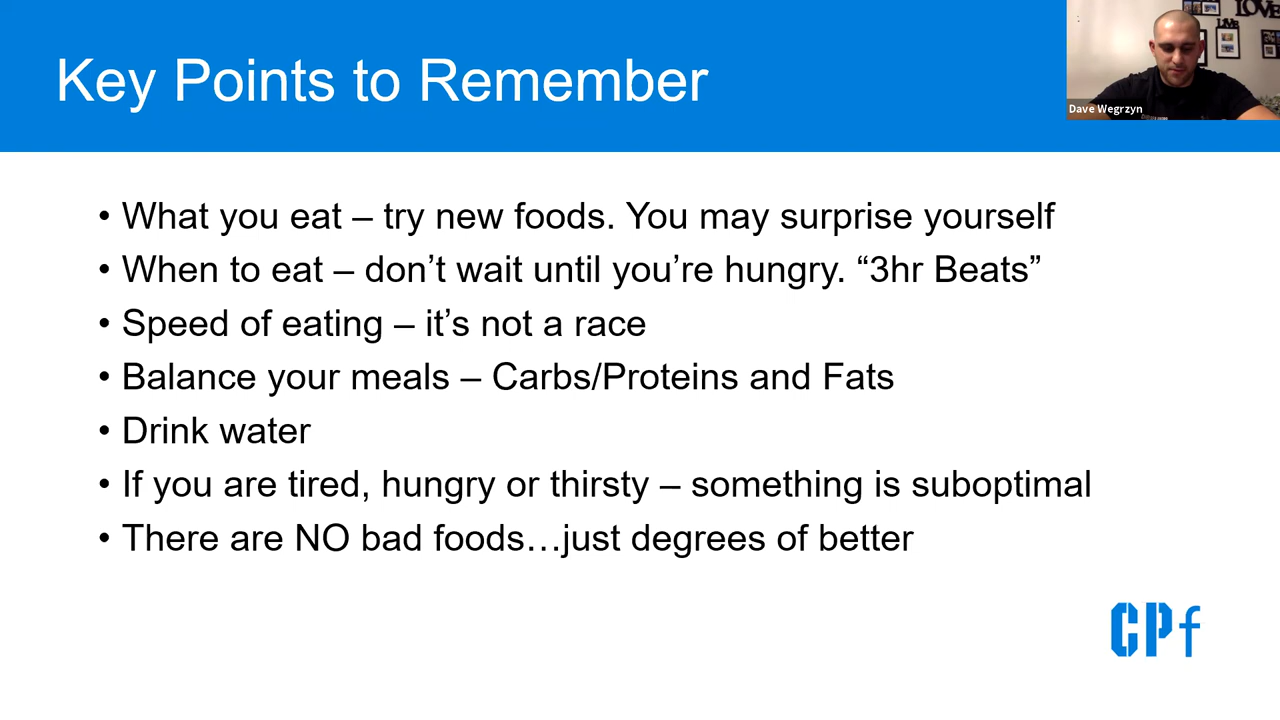 Key Points to Remember
LOVE
LIVE
Dave Wegrzyn
• What you eat – try new foods. You may surprise yourself
• When to eat – don’t wait until you’re hungry. “3hr Beats”
• Speed of eating – it’s not a race
• Balance your meals – Carbs/Proteins and Fats
• Drink water
• If you are tired, hungry or thirsty – something is suboptimal
• There are NO bad foods…just degrees of better
CPf